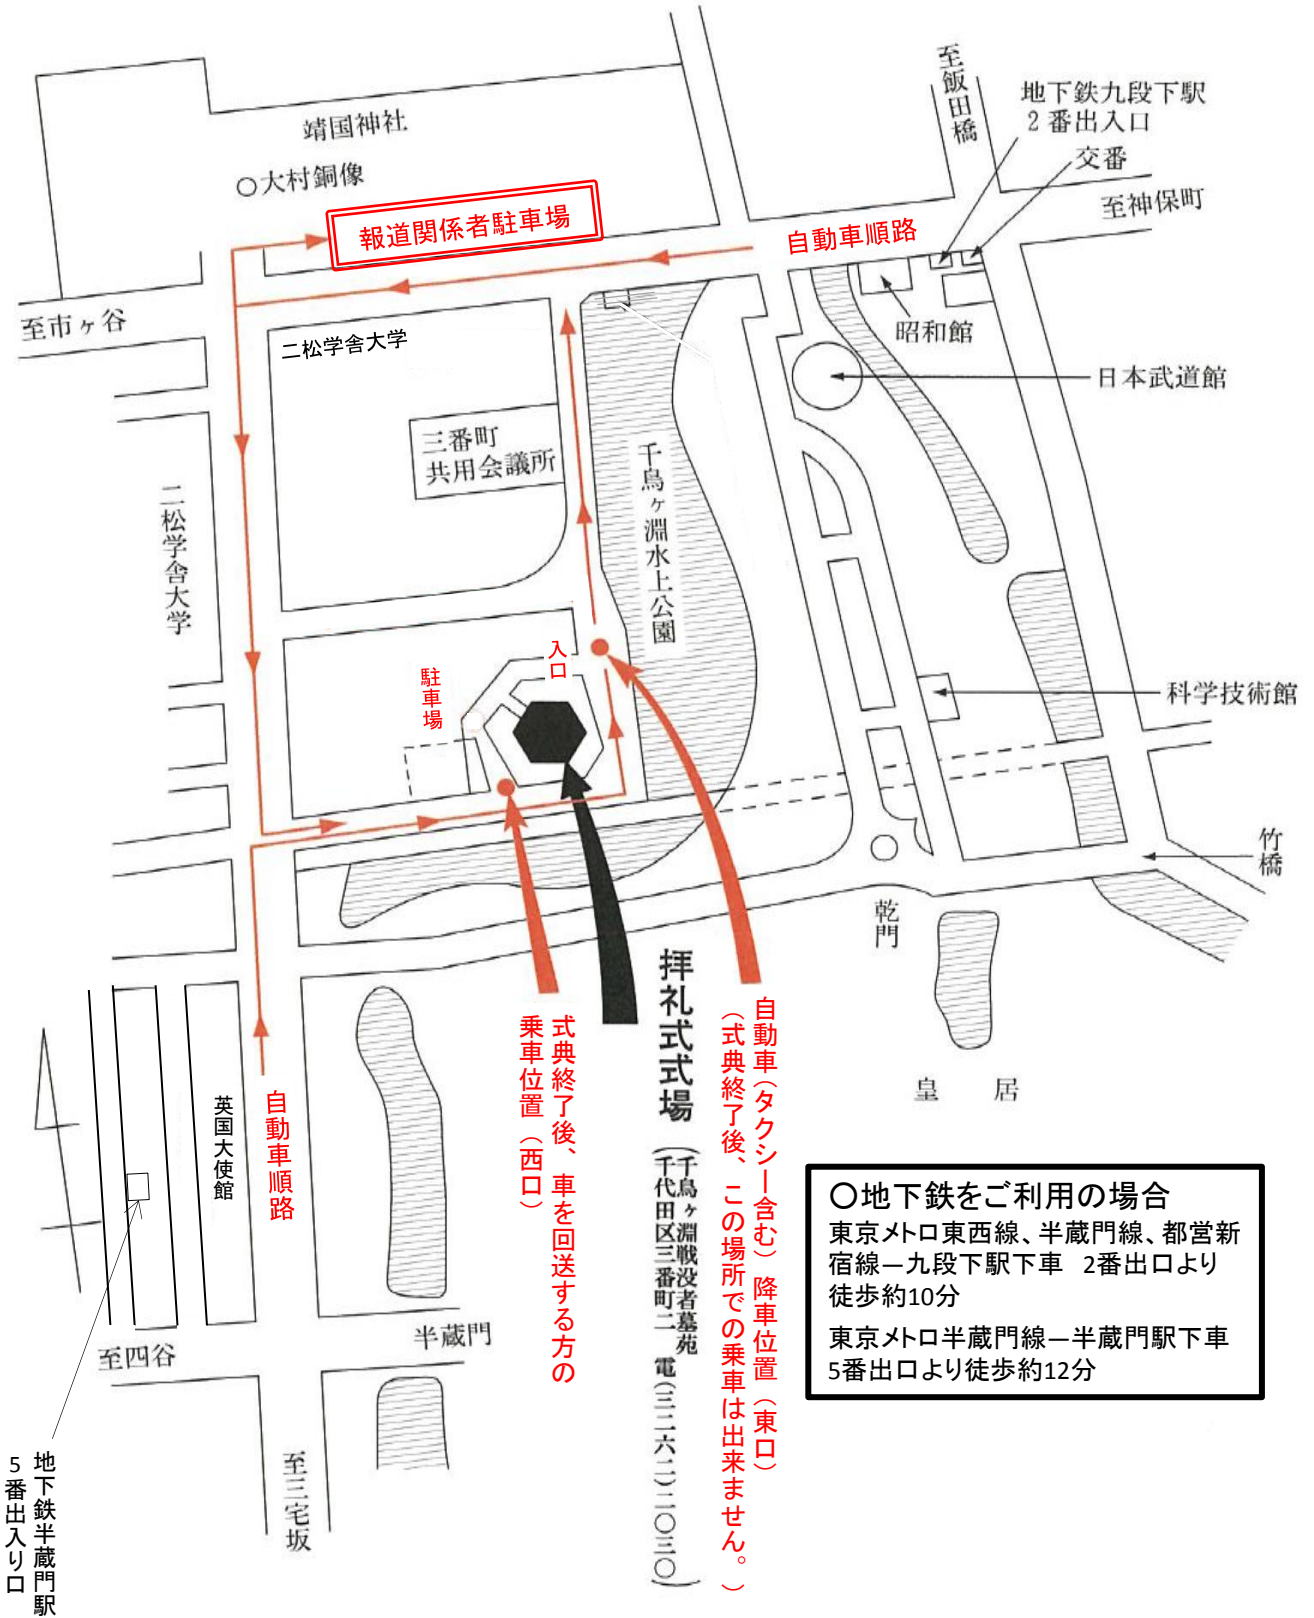 靖国神社
○大村銅像
報道関係者駐車場
自動車順路
至飯田橋
地下鉄九段下駅
2番出入口
交番
至神保町
至市ヶ谷
二松学舎大学
昭和館
日本武道館
三番町
共用会議所
千鳥ヶ淵水上公園
二松学舎大学
入口
駐車場
科学技術館
竹橋
乾門
皇居
自動車(タクシー含む)降車位置(東口)
(式典終了後、この場所での乗車は出来ません。)
拝礼式式場
(千鳥ヶ淵戦没者墓苑
千代田区三番町二 電(三二六二)二〇三〇)
式典終了後、車を回送する方の
乗車位置(西口)
自動車順路
英国大使館
半蔵門
至四谷
至三宅坂
地下鉄半蔵門駅
5番出入り口
〇地下鉄をご利用の場合
東京メトロ東西線、半蔵門線、都営新
宿線―九段下駅下車 2番出口より
徒歩約10分
東京メトロ半蔵門線―半蔵門駅下車
5番出口より徒歩約12分